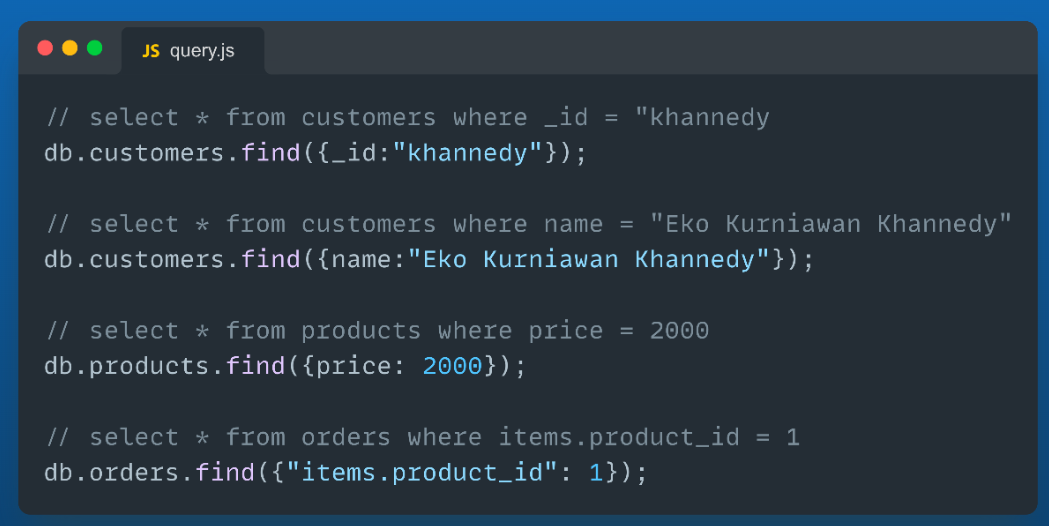 JS query.js
// select * from customers where _id = "khannedy
db.customers.find({_id:"khannedy"});
// select * from customers where name = "Eko Kurniawan Khannedy"
db.customers.find({name:"Eko Kurniawan Khannedy"});
// select * from products where price = 2000
db.products.find({price: 2000});
// select * from orders where items.product_id = 1
db.orders.find({"items.product_id": 1});